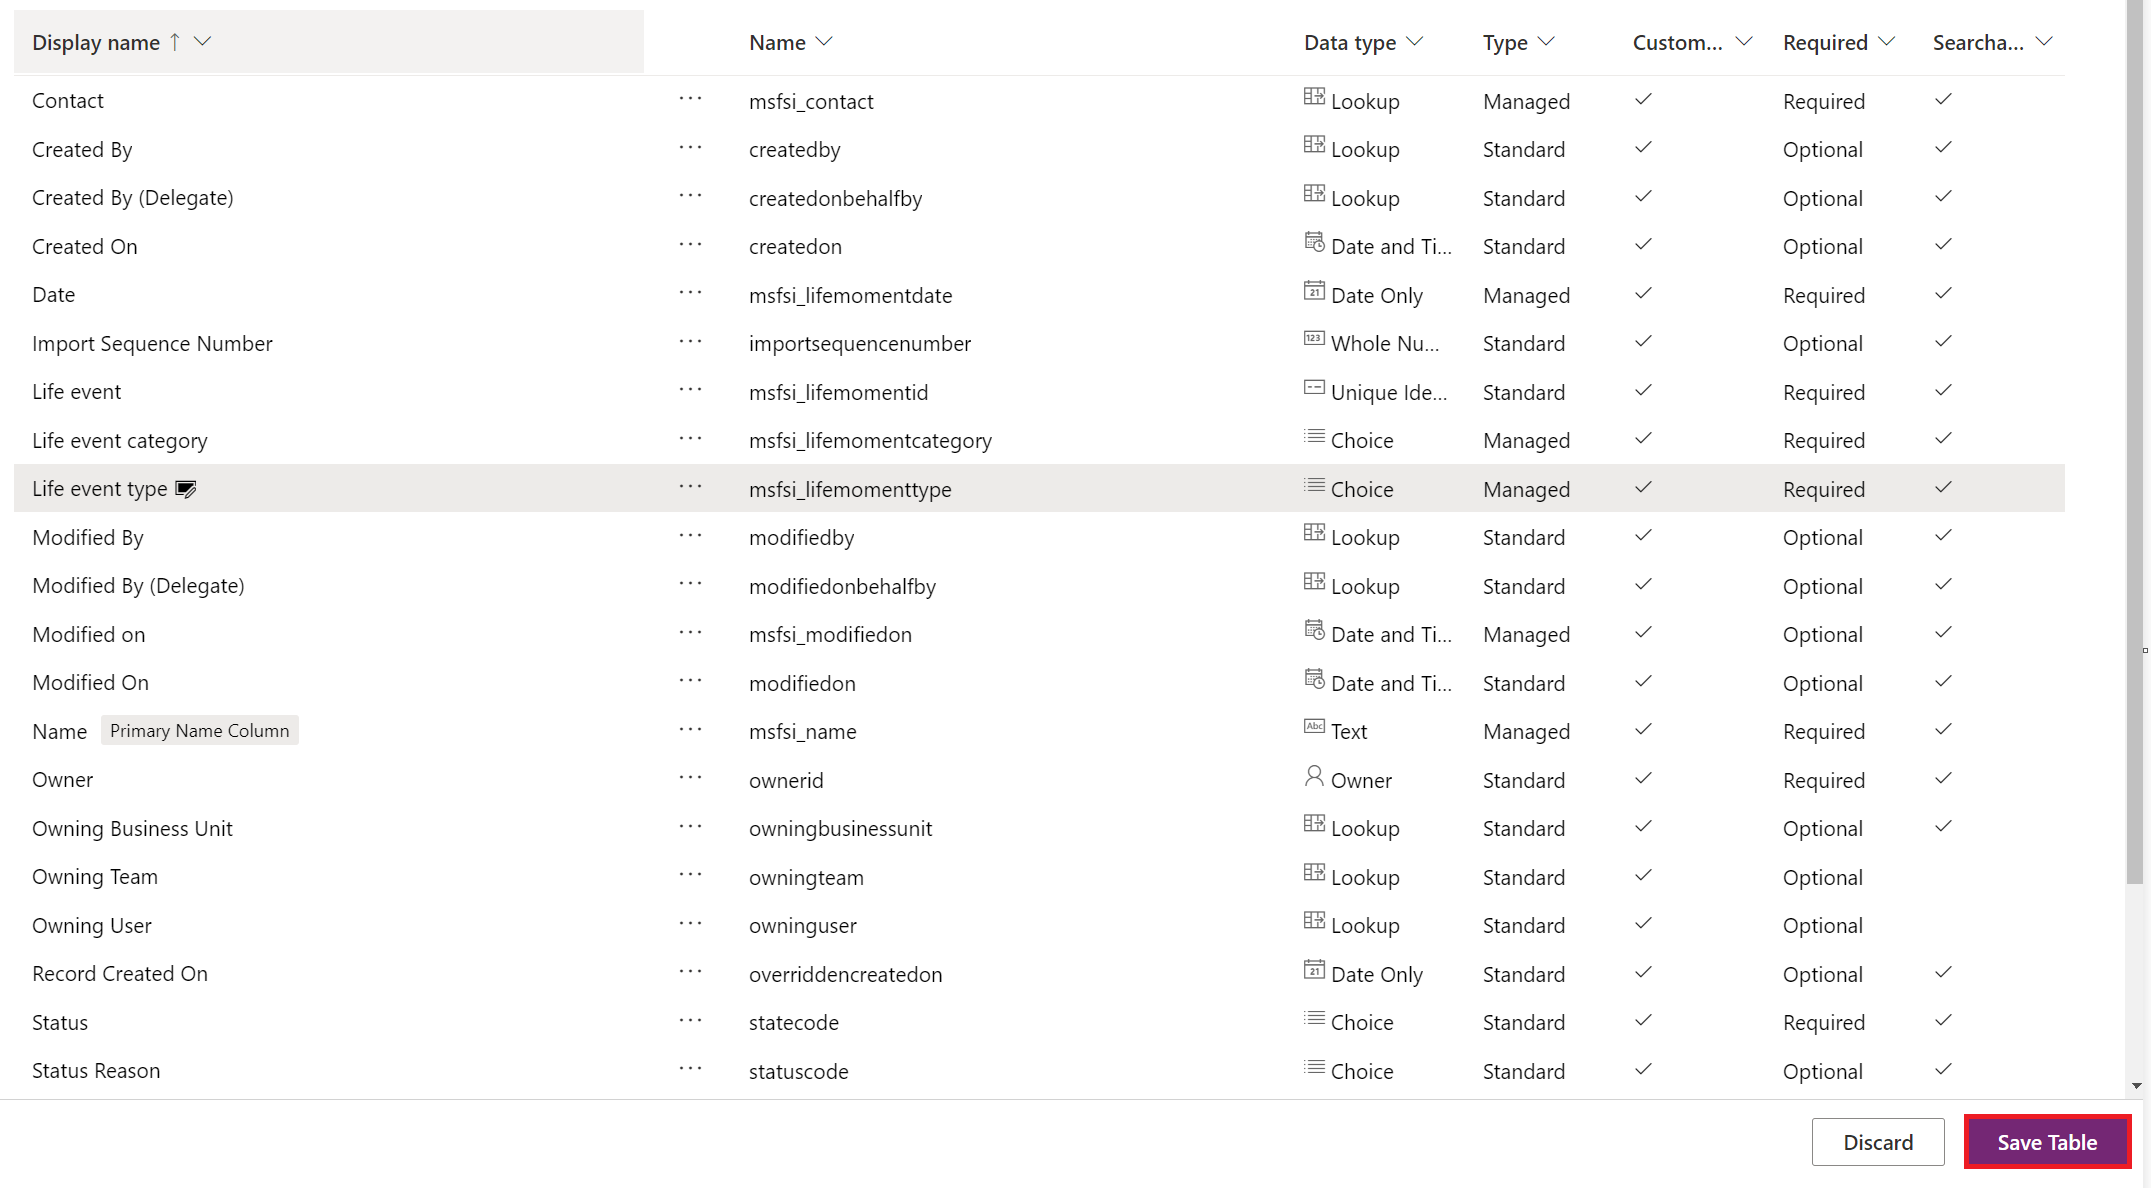 Display name Name Data type Type Custom... Required Searcha...
Contact ... msfsi_contact Lookup Managed Required
Created By ... createdby Lookup Standard Optional
Created By (Delegate) ... createdonbehalfby Lookup Standard Optional
Created On ... createdon Date and Ti... Standard Optional
Date ... msfsi_lifemomentdate 21 Date Only Managed Required
Import Sequence Number ... importsequencenumber 123 Whole Nu... Standard Optional
Life event ... msfsi_lifemomentid Unique Ide... Standard Required
Life event category ... msfsi_lifemomentcategory Choice Managed Required
Life event type ... msfsi_lifemomenttype Choice Managed Required
Modified By ... modifiedby Lookup Standard Optional
Modified By (Delegate) ... modifiedonbehalfby Lookup Standard Optional
Modified on ... msfsi_modifiedon Date and Ti... Managed Optional
Modified On ... modifiedon Date and Ti... Standard Optional
Name Primary Name Column ... msfsi_name Abc Text Managed Required
Owner ... ownerid Owner Standard Required
Owning Business Unit ... owningbusinessunit Lookup Standard Optional
Owning Team ... owningteam Lookup Standard Optional
Owning User ... owninguser Lookup Standard Optional
Record Created On ... overriddencreatedon 21 Date Only Standard Optional
Status ... statecode Choice Standard Required
Status Reason ... statuscode Choice Standard Optional
Discard Save Table